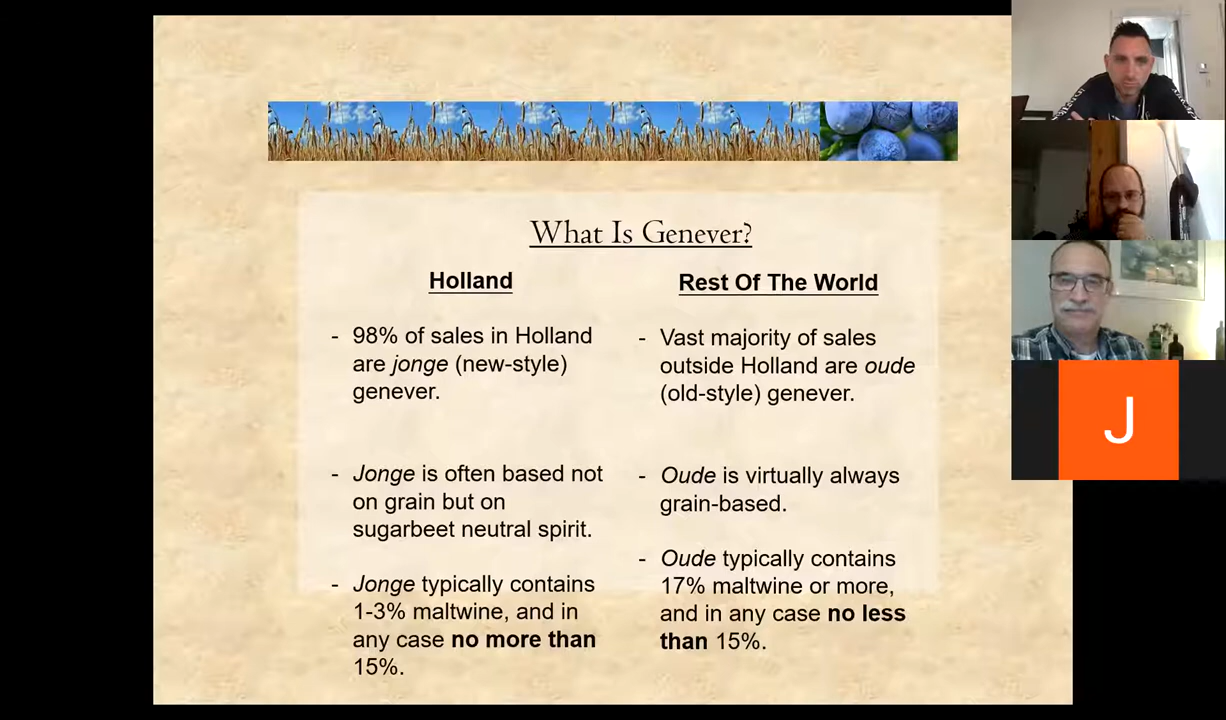 What Is Genever?
Holland
- 98% of sales in Holland
are jonge (new-style)
genever.
- Jonge is often based not
on grain but on
sugarbeet neutral spirit.
- Jonge typically contains
1-3% maltwine, and in
any case no more than
15%.
Rest Of The World
- Vast majority of sales
outside Holland are oude
(old-style) genever.
- Oude is virtually always
grain-based.
- Oude typically contains
17% maltwine or more,
and in any case no less
than 15%.
J